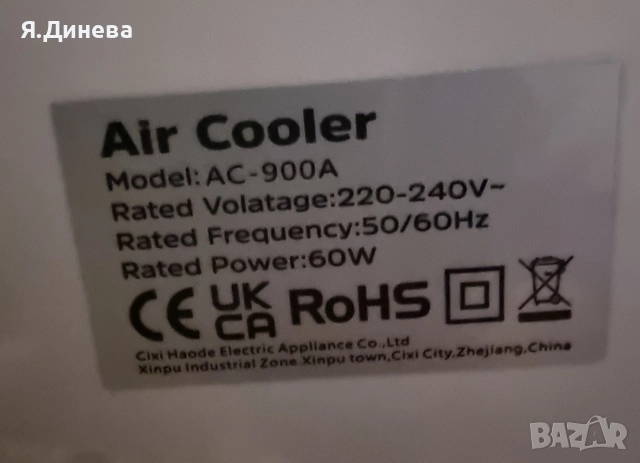 Я.Динева
Air Cooler
Model: AC-900A
Rated Volatage:220-240V~
Rated Frequency:50/60Hz
Rated Power:60W
CE UK CA RoHS
Cixi Haode Electric Appliance Co.,Ltd
Xinpu Industrial Zone Xinpu town,Cixi City,Zhejiang,China
BAZAR